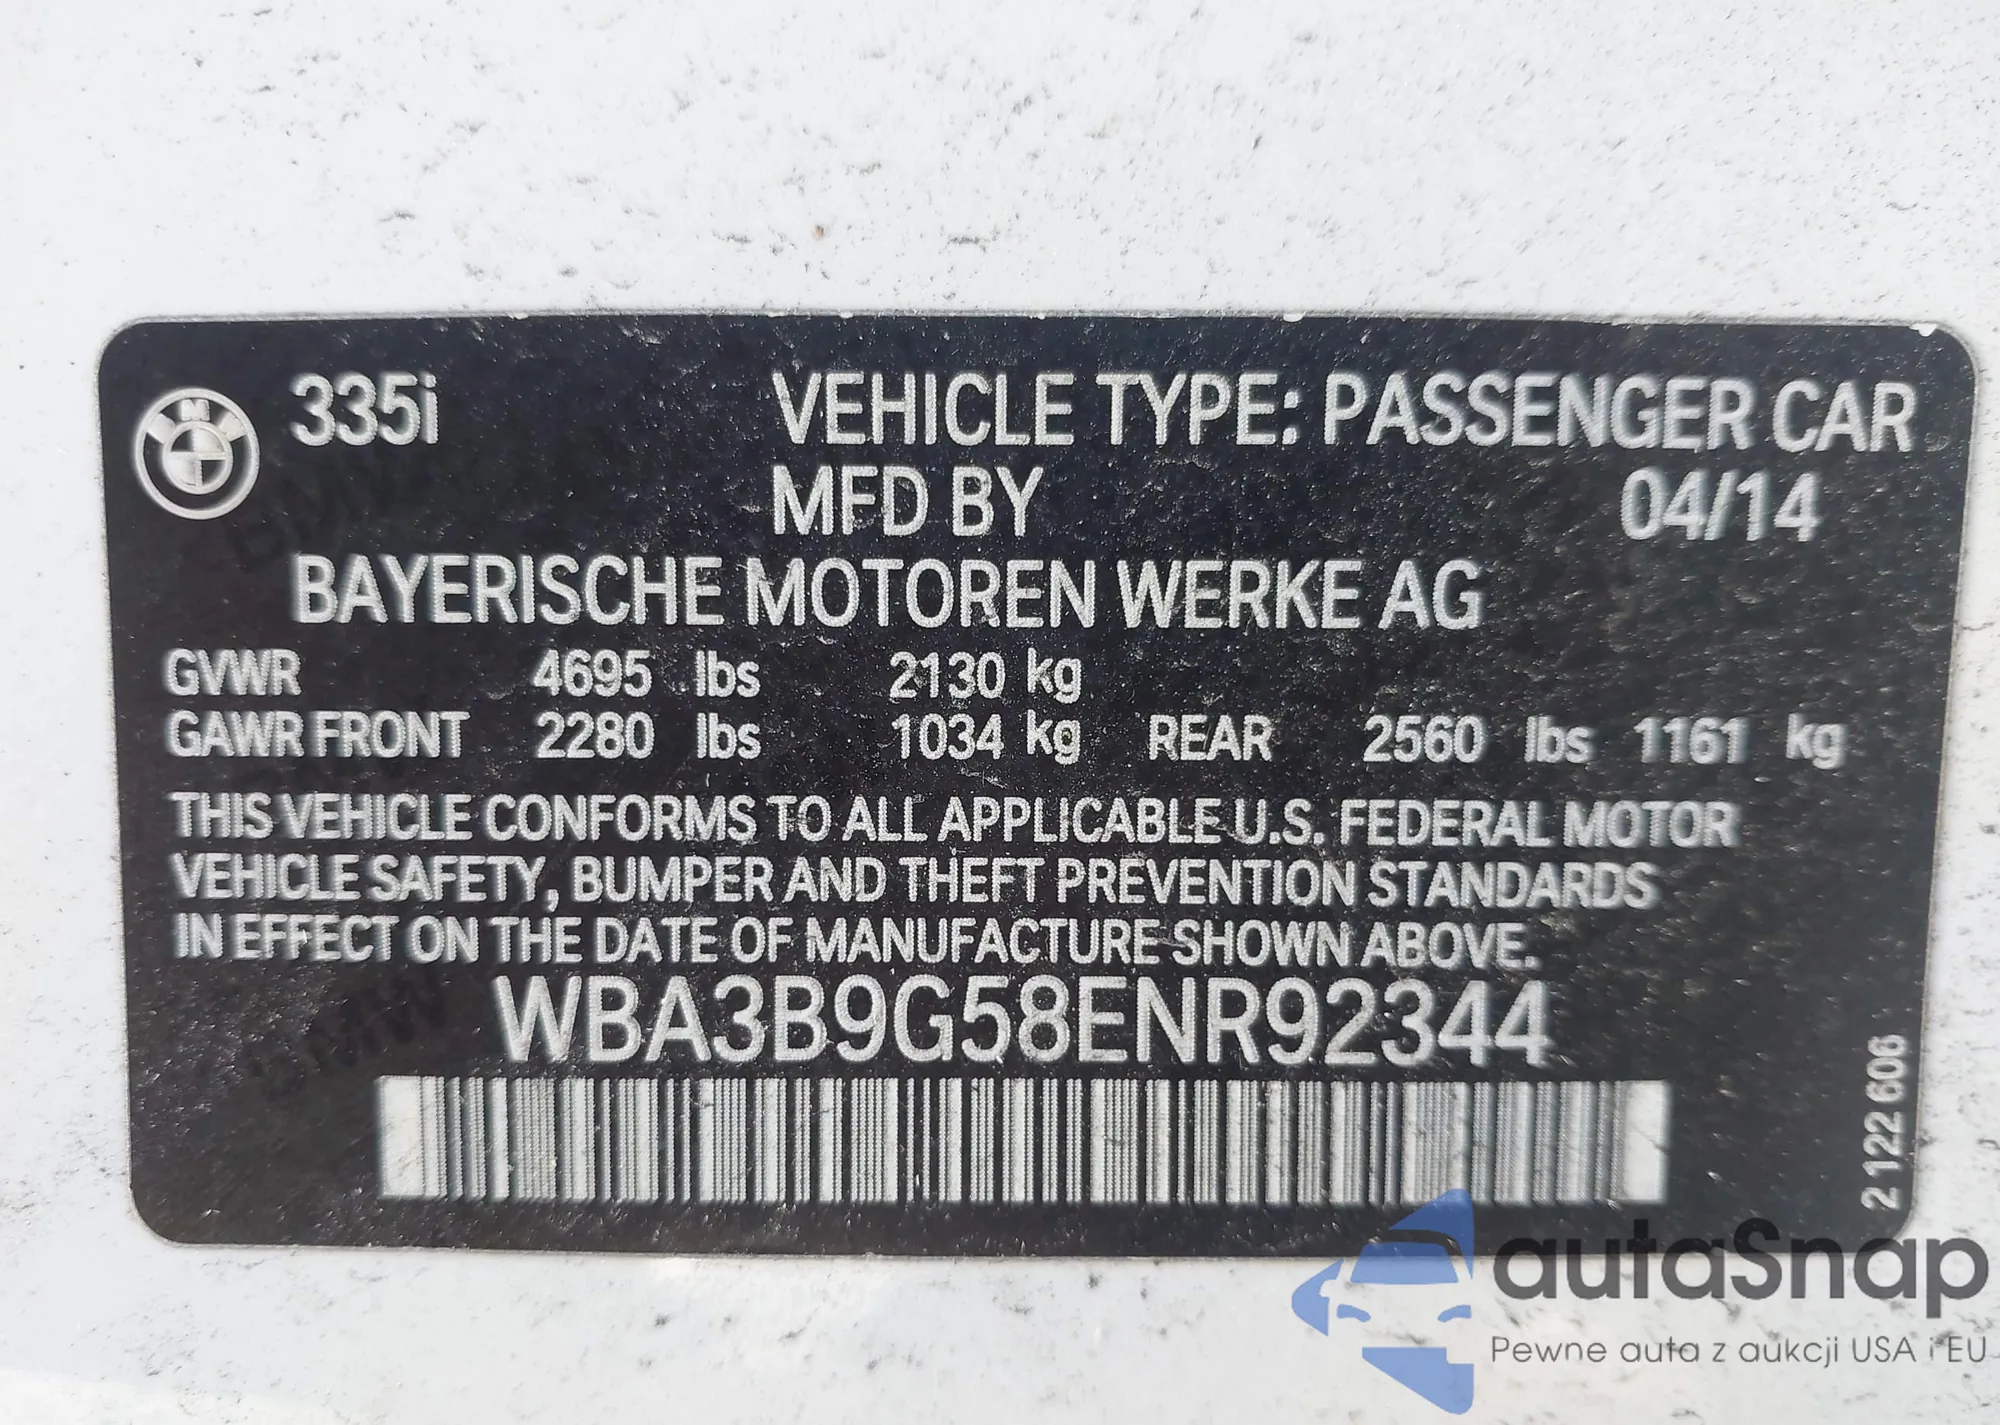 335i VEHICLE TYPE: PASSENGER CAR
MFD BY 04/14
BAYERISCHE MOTOREN WERKE AG
GVWR 4695 lbs 2130 kg
GAWR FRONT 2280 lbs 1034 kg REAR 2560 lbs 1161 kg
THIS VEHICLE CONFORMS TO ALL APPLICABLE U.S. FEDERAL MOTOR
VEHICLE SAFETY, BUMPER AND THEFT PREVENTION STANDARDS
IN EFFECT ON THE DATE OF MANUFACTURE SHOWN ABOVE.
WBA3B9G58ENR92344
2 122 606
autaSnap
Pewne auta z aukcji USA i EU